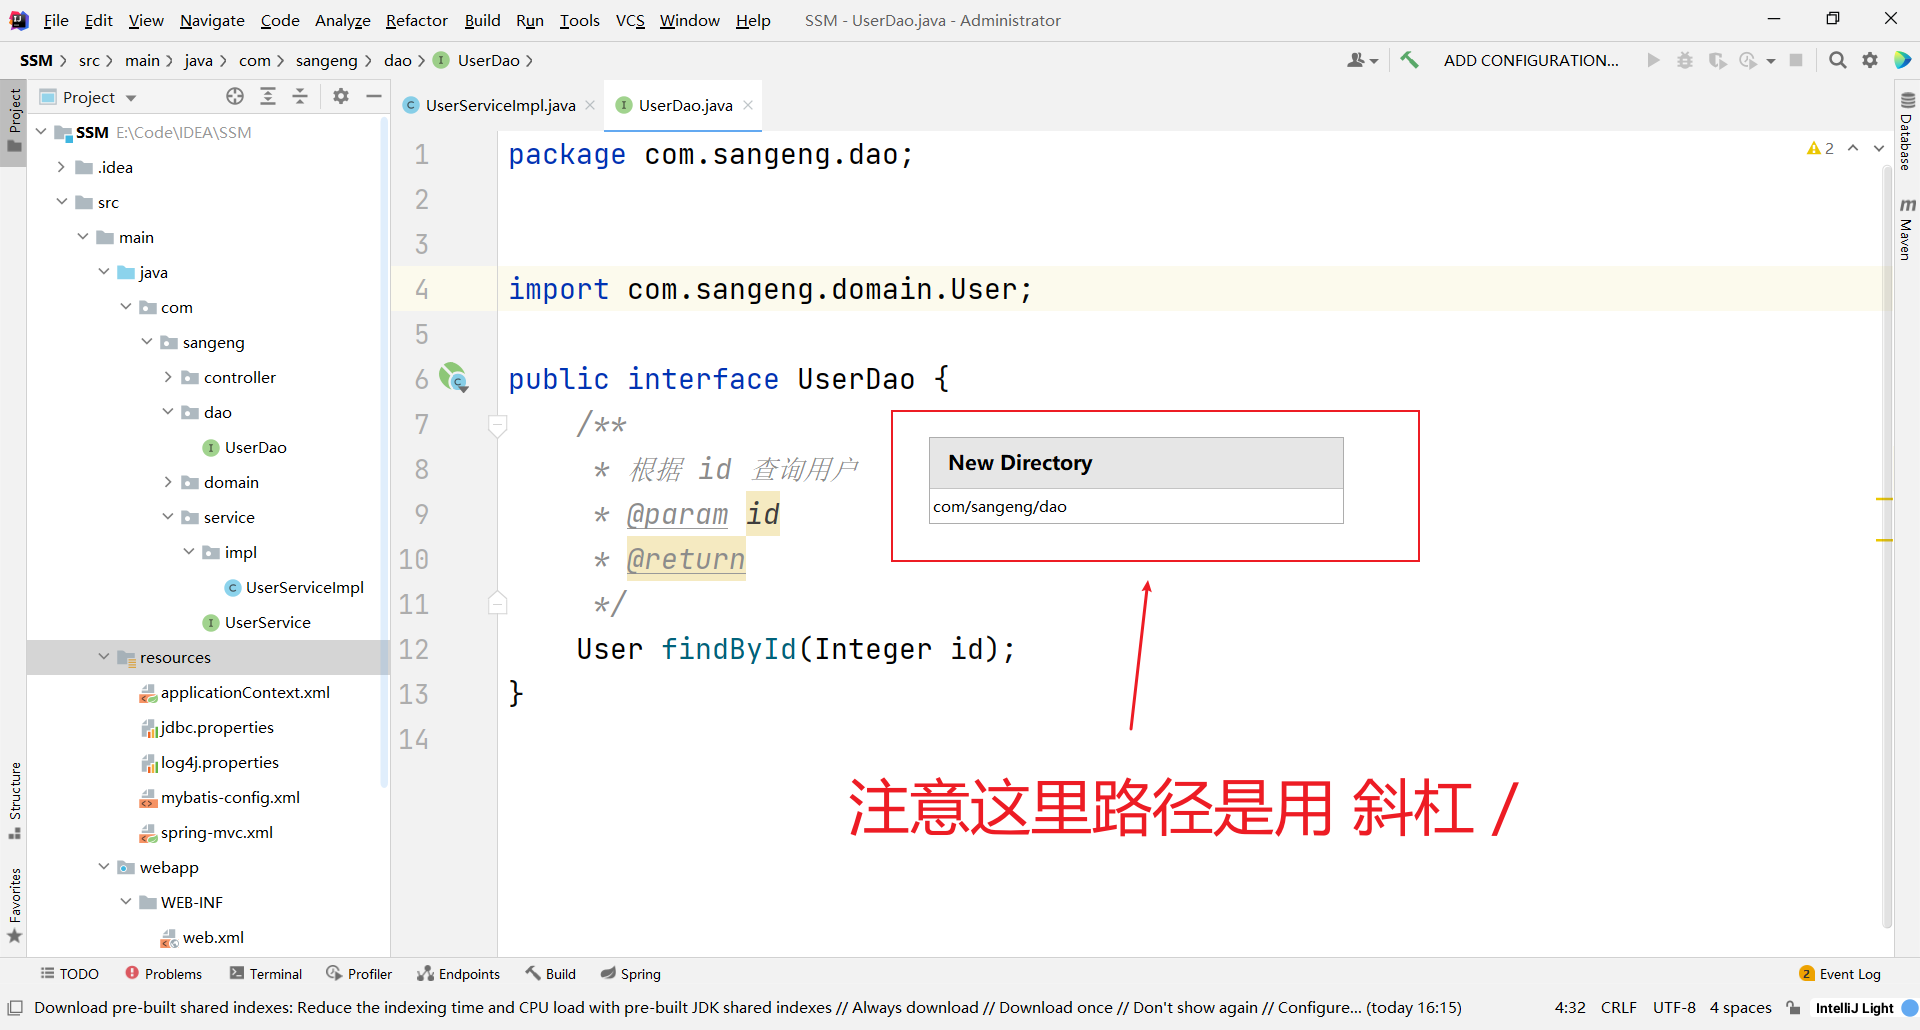 File Edit View Navigate Code Analyze Refactor Build Run Tools VCS Window Help SSM - UserDao.java - Administrator
SSM src main java com sangeng dao UserDao ADD CONFIGURATION...
Project
Project
SSM E:\Code\IDEA\SSM
.idea
src
main
java
com
sangeng
controller
dao
UserDao
domain
service
impl
UserServiceImpl
UserService
resources
applicationContext.xml
jdbc.properties
log4j.properties
mybatis-config.xml
spring-mvc.xml
webapp
WEB-INF
web.xml
Structure
Favorites
UserServiceImpl.java UserDao.java
1 package com.sangeng.dao;
2
3
4 import com.sangeng.domain.User;
5
6 public interface UserDao {
7 /**
8 * 根据 id 查询用户
9 * @param id
10 * @return
11 */
12 User findById(Integer id);
13 }
14
2
New Directory
com/sangeng/dao
注意这里路径是用 斜杠 /
Database
Maven
TODO Problems Terminal Profiler Endpoints Build Spring 2 Event Log
Download pre-built shared indexes: Reduce the indexing time and CPU load with pre-built JDK shared indexes // Always download // Download once // Don't show again // Configure... (today 16:15) 4:32 CRLF UTF-8 4 spaces IntelliJ Light